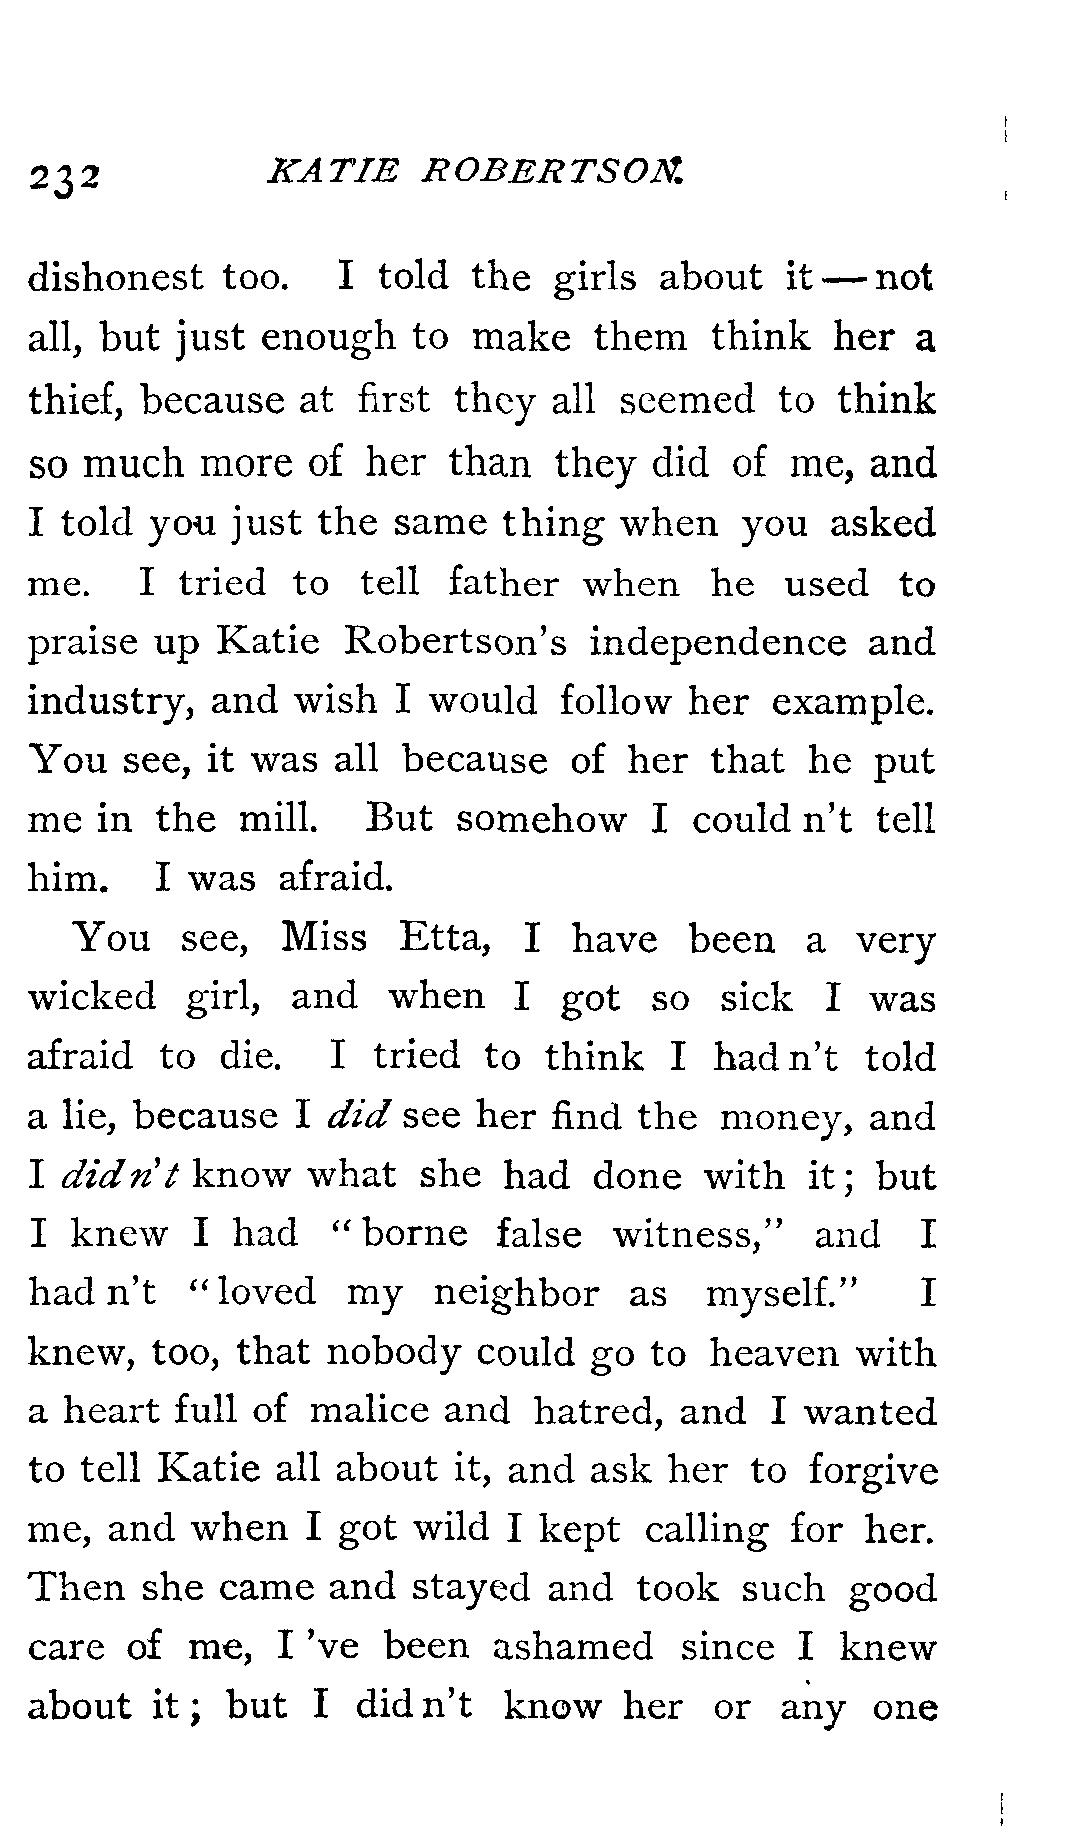 232 KATIE ROBERTSON.
dishonest too. I told the girls about it — not
all, but just enough to make them think her a
thief, because at first they all seemed to think
so much more of her than they did of me, and
I told you just the same thing when you asked
me. I tried to tell father when he used to
praise up Katie Robertson's independence and
industry, and wish I would follow her example.
You see, it was all because of her that he put
me in the mill. But somehow I could n't tell
him. I was afraid.
You see, Miss Etta, I have been a very
wicked girl, and when I got so sick I was
afraid to die. I tried to think I had n't told
a lie, because I did see her find the money, and
I did n't know what she had done with it; but
I knew I had "borne false witness," and I
had n't "loved my neighbor as myself." I
knew, too, that nobody could go to heaven with
a heart full of malice and hatred, and I wanted
to tell Katie all about it, and ask her to forgive
me, and when I got wild I kept calling for her.
Then she came and stayed and took such good
care of me, I 've been ashamed since I knew
about it; but I did n't know her or any one